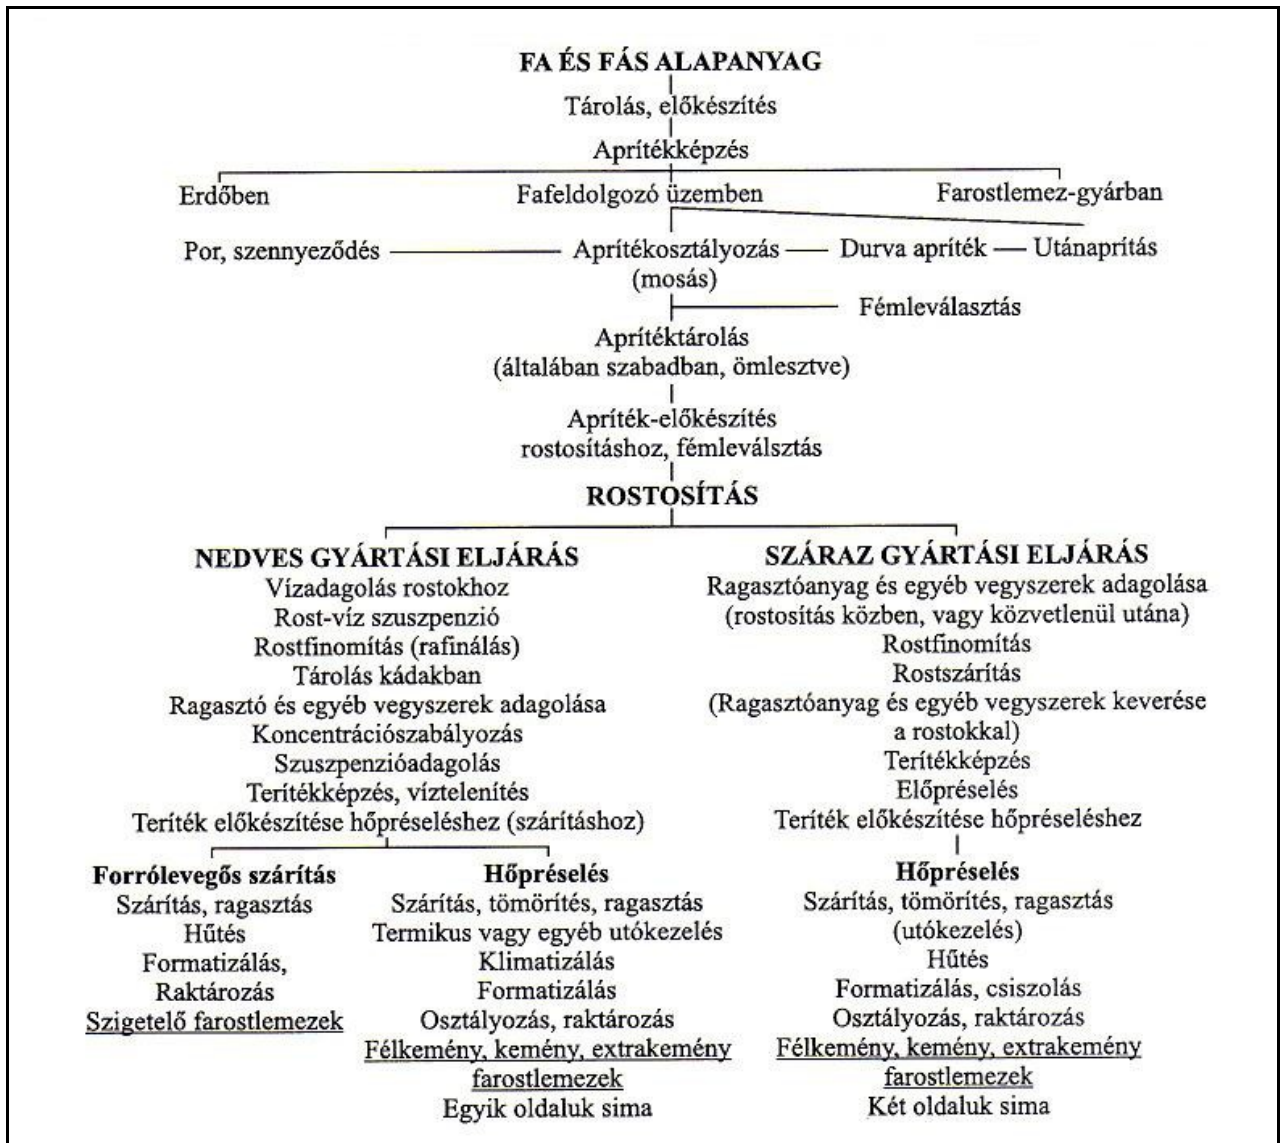 FA ÉS FÁS ALAPANYAG
Tárolás, előkészítés
Aprítékképzés
Erdőben
Fafeldolgozó üzemben
Farostlemez-gyárban
Por, szennyeződés
Aprítékosztályozás
(mosás)
Durva apríték
Utánaprítás
Fémleválasztás
Aprítéktárolás
(általában szabadban, ömlesztve)
Apríték-előkészítés
rostosításhoz, fémleválsztás
ROSTOSÍTÁS
NEDVES GYÁRTÁSI ELJÁRÁS
Vízadagolás rostokhoz
Rost-víz szuszpenzió
Rostfinomítás (rafinálás)
Tárolás kádakban
Ragasztó és egyéb vegyszerek adagolása
Koncentrációszabályozás
Szuszpenzióadagolás
Terítékképzés, víztelenítés
Teríték előkészítése hőpréseléshez (szárításhoz)
Forrólevegős szárítás
Szárítás, ragasztás
Hűtés
Formatizálás,
Raktározás
Szigetelő farostlemezek
Hőpréselés
Szárítás, tömörítés, ragasztás
Termikus vagy egyéb utókezelés
Klimatizálás
Formatizálás
Osztályozás, raktározás
Félkemény, kemény, extrakemény
farostlemezek
Egyik oldaluk sima
SZÁRAZ GYÁRTÁSI ELJÁRÁS
Ragasztóanyag és egyéb vegyszerek adagolása
(rostosítás közben, vagy közvetlenül utána)
Rostfinomítás
Rostszárítás
(Ragasztóanyag és egyéb vegyszerek keverése
a rostokkal)
Terítékképzés
Előpréselés
Teríték előkészítése hőpréseléshez
Hőpréselés
Szárítás, tömörítés, ragasztás
(utókezelés)
Hűtés
Formatizálás, csiszolás
Osztályozás, raktározás
Félkemény, kemény, extrakemény
farostlemezek
Két oldaluk sima